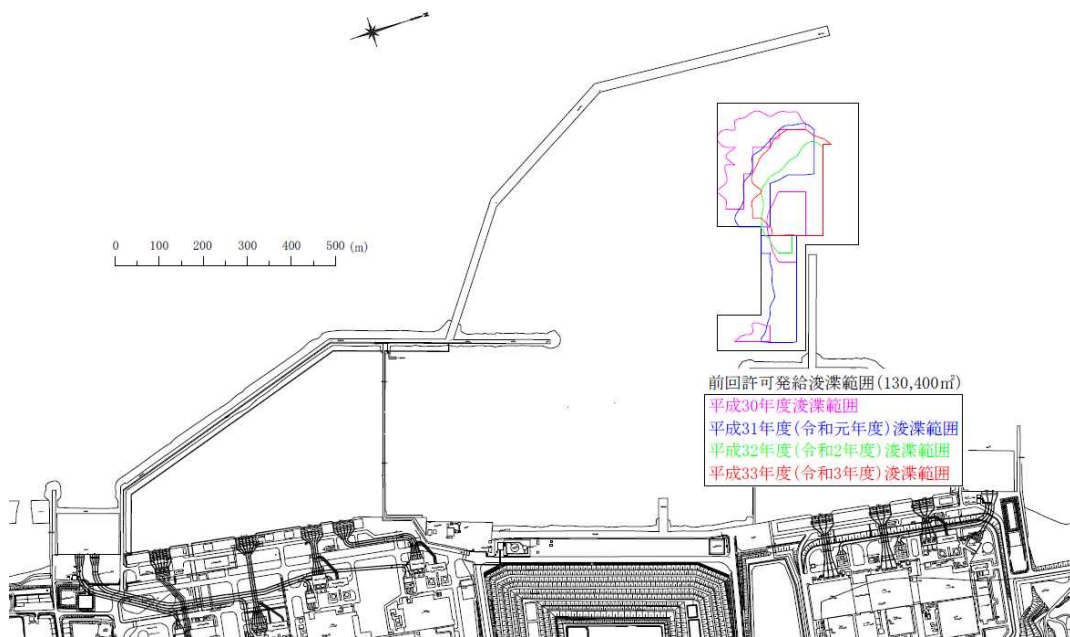 0 100 200 300 400 500 (m)
前回許可発給浚渫範囲(130,400㎡)
平成30年度浚渫範囲
平成31年度(令和元年度)浚渫範囲
平成32年度(令和2年度)浚渫範囲
平成33年度(令和3年度)浚渫範囲